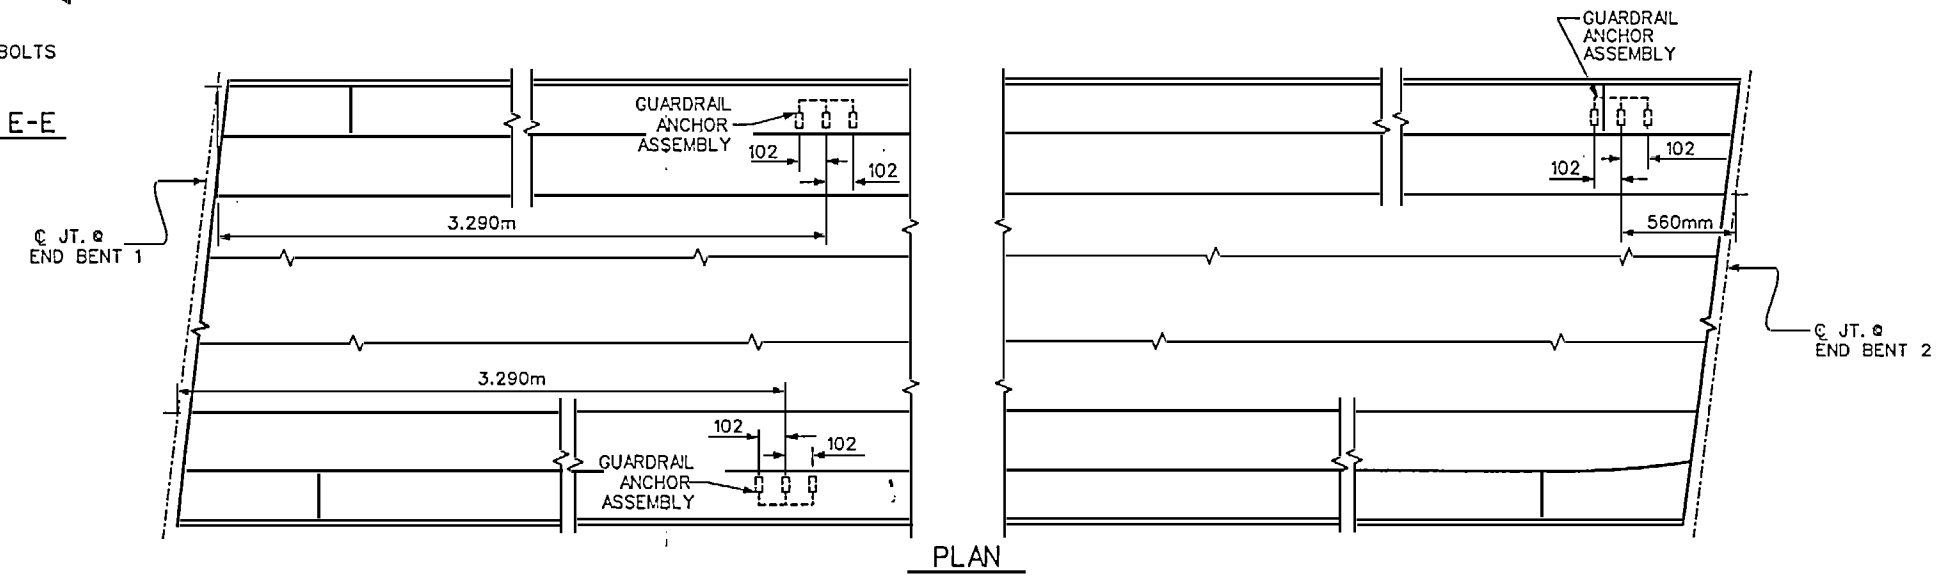 BOLTS
E-E
GUARDRAIL
ANCHOR
ASSEMBLY
GUARDRAIL
ANCHOR
ASSEMBLY
102
102
102
102
3.290m
560mm
℄ JT. @
END BENT 1
℄ JT. @
END BENT 2
3.290m
102
102
GUARDRAIL
ANCHOR
ASSEMBLY
PLAN